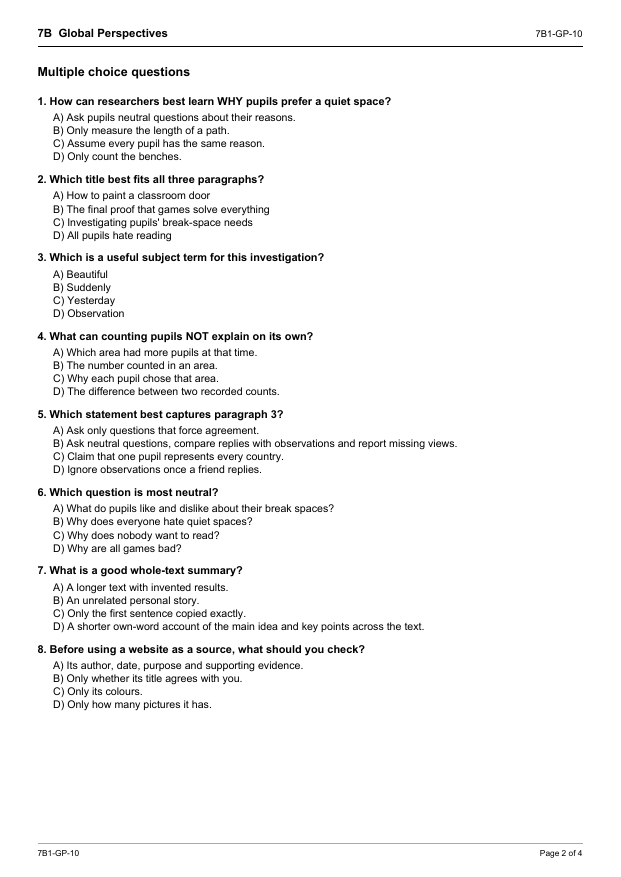 7B Global Perspectives
7B1-GP-10
Multiple choice questions
1. How can researchers best learn WHY pupils prefer a quiet space?
A) Ask pupils neutral questions about their reasons.
B) Only measure the length of a path.
C) Assume every pupil has the same reason.
D) Only count the benches.
2. Which title best fits all three paragraphs?
A) How to paint a classroom door
B) The final proof that games solve everything
C) Investigating pupils' break-space needs
D) All pupils hate reading
3. Which is a useful subject term for this investigation?
A) Beautiful
B) Suddenly
C) Yesterday
D) Observation
4. What can counting pupils NOT explain on its own?
A) Which area had more pupils at that time.
B) The number counted in an area.
C) Why each pupil chose that area.
D) The difference between two recorded counts.
5. Which statement best captures paragraph 3?
A) Ask only questions that force agreement.
B) Ask neutral questions, compare replies with observations and report missing views.
C) Claim that one pupil represents every country.
D) Ignore observations once a friend replies.
6. Which question is most neutral?
A) What do pupils like and dislike about their break spaces?
B) Why does everyone hate quiet spaces?
C) Why does nobody want to read?
D) Why are all games bad?
7. What is a good whole-text summary?
A) A longer text with invented results.
B) An unrelated personal story.
C) Only the first sentence copied exactly.
D) A shorter own-word account of the main idea and key points across the text.
8. Before using a website as a source, what should you check?
A) Its author, date, purpose and supporting evidence.
B) Only whether its title agrees with you.
C) Only its colours.
D) Only how many pictures it has.
7B1-GP-10
Page 2 of 4